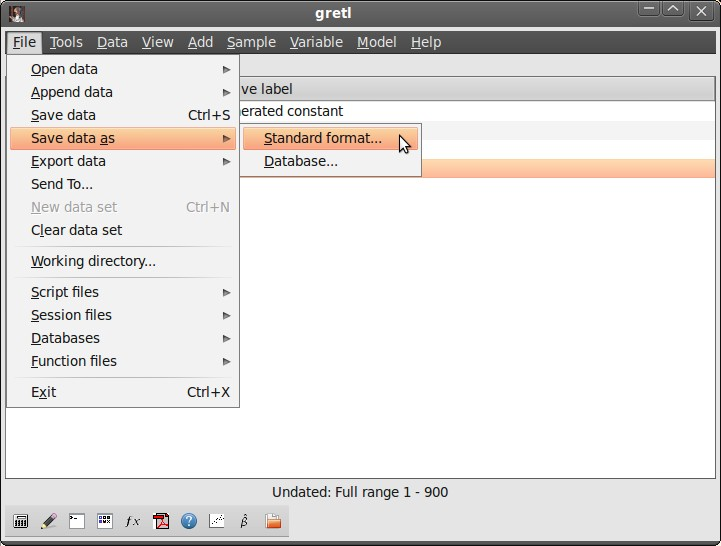 gretl
File Tools Data View Add Sample Variable Model Help
Open data
Append data
Save data Ctrl+S
Save data as
Export data
Send To...
New data set Ctrl+N
Clear data set
Working directory...
Script files
Session files
Databases
Function files
Exit Ctrl+X
Standard format...
Database...
label
constant
Undated: Full range 1 - 900
fx
β̂